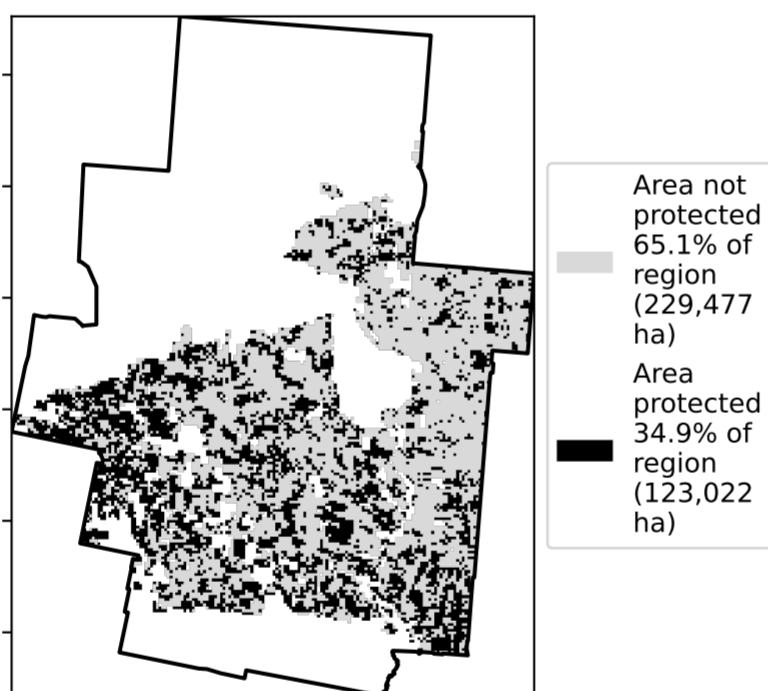 Area not
protected
65.1% of
region
(229,477
ha)
Area
protected
34.9% of
region
(123,022
ha)